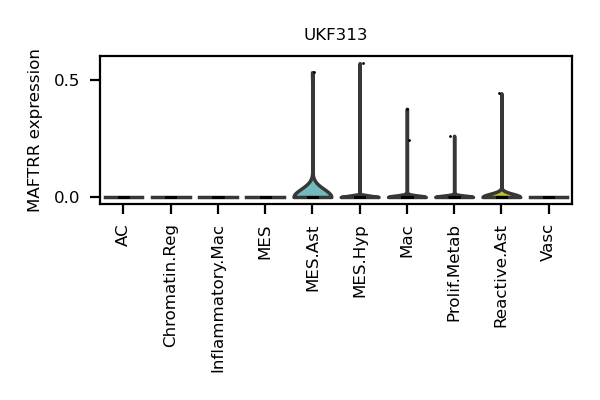 UKF313
MAFTRR expression
0.5
0.0
AC
Chromatin.Reg
Inflammatory.Mac
MES
MES.Ast
MES.Hyp
Mac
Prolif.Metab
Reactive.Ast
Vasc